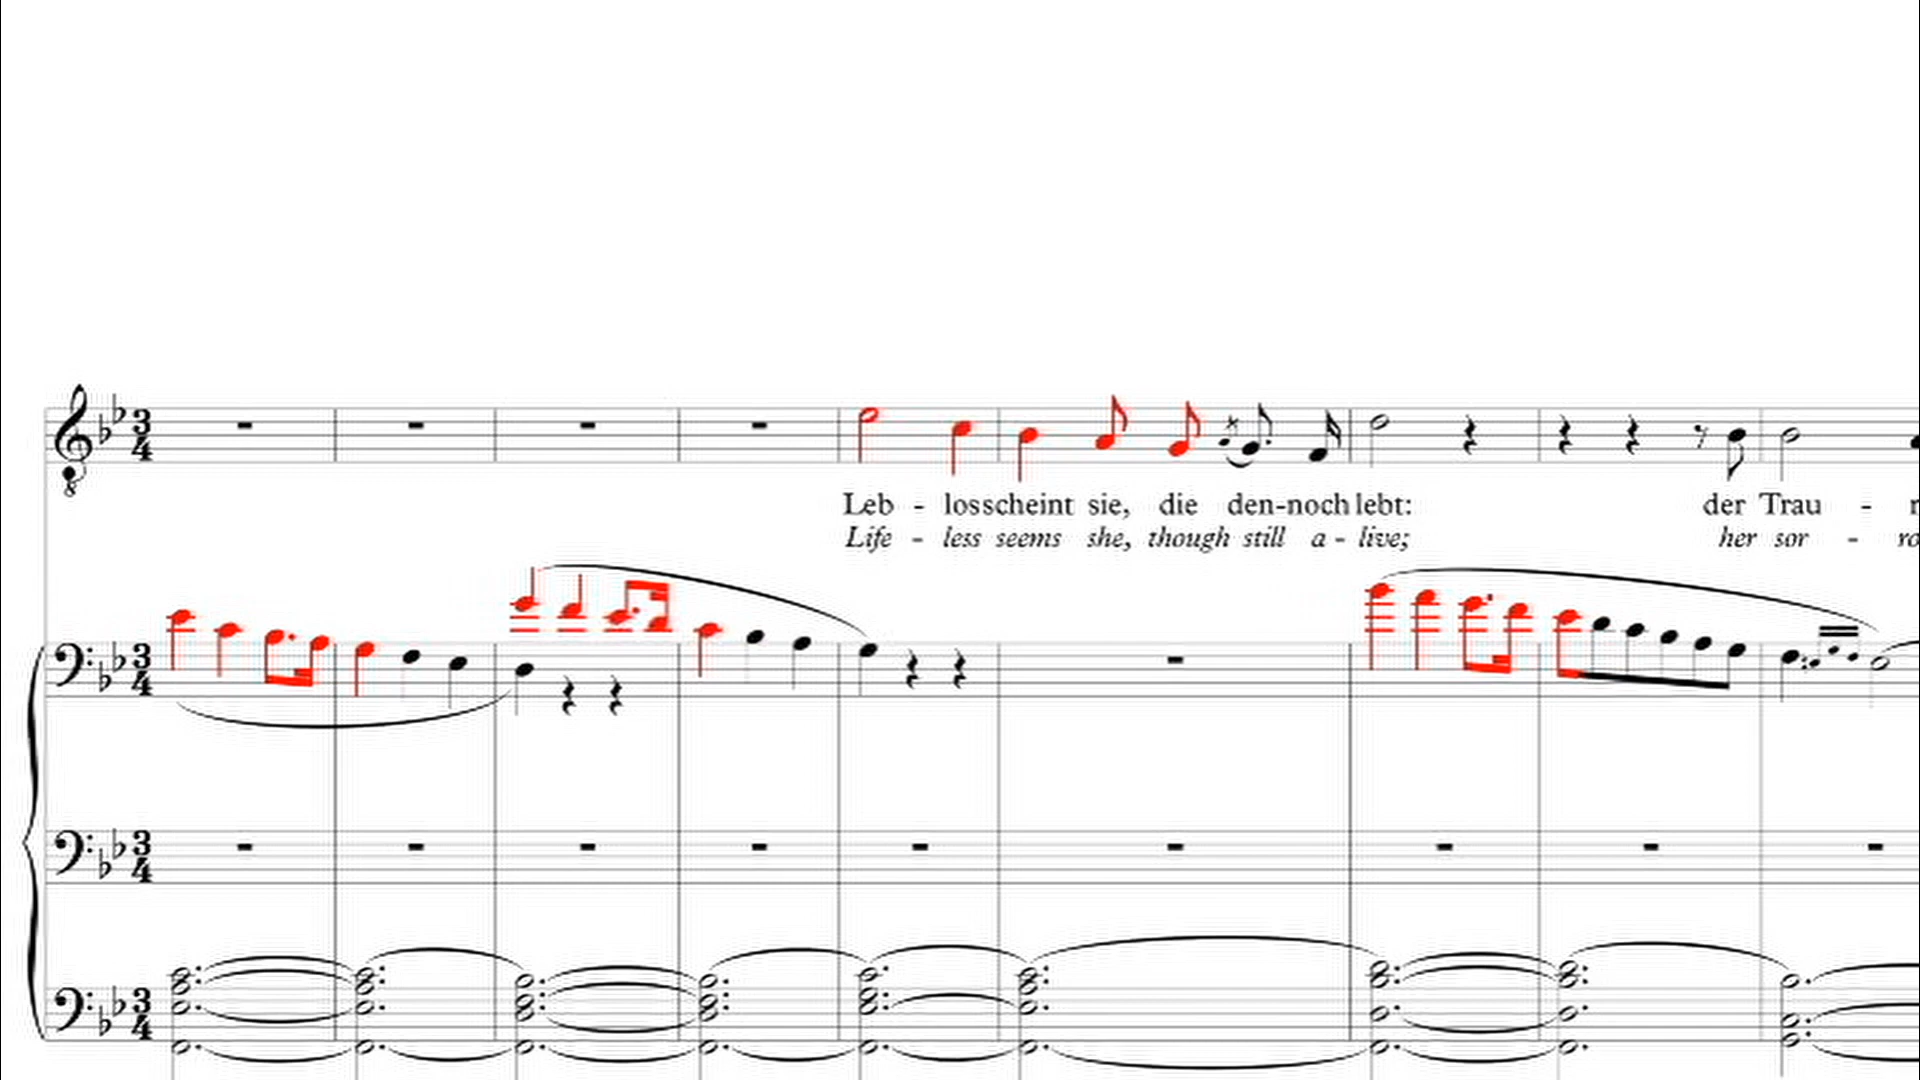 Leb - los scheint sie, die den-noch lebt: der Trau -
Life - less seems she, though still a - live; her sor - ro